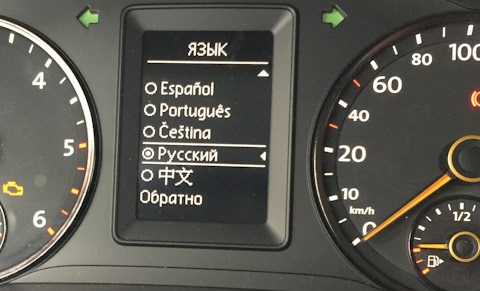 ЯЗЫК
Español
Português
Čeština
Русский
中文
Обратно
4
5
6
100
80
60
40
20
10
0
km/h
1/2